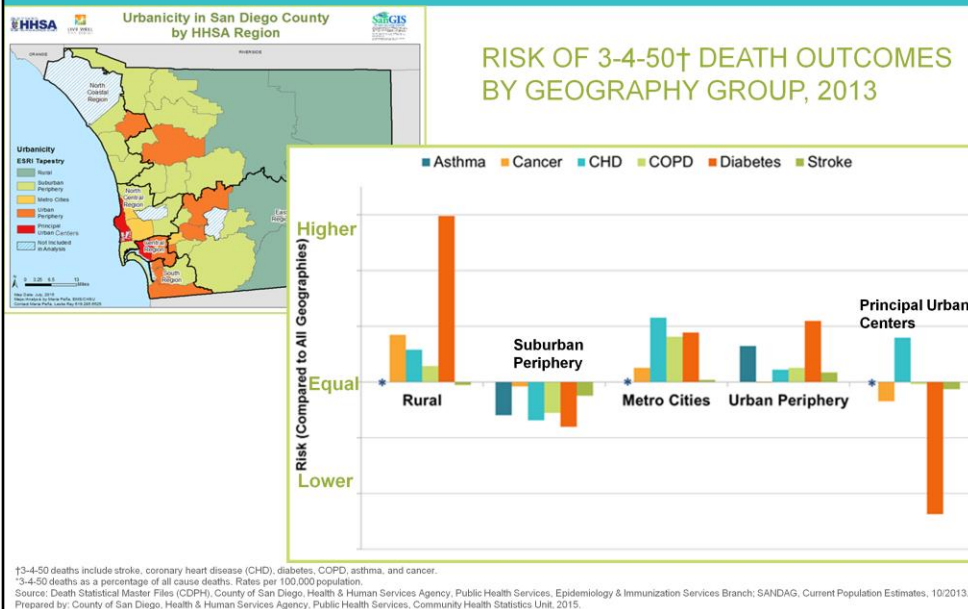 HHSA
LIVE WELL
Urbanicity in San Diego County
by HHSA Region
SanGIS
ORANGE
RIVERSIDE
North
Coastal
Region
Urbanicity
ESRI Tapestry
Rural
Suburban
Periphery
Metro Cities
Urban
Periphery
Principal
Urban Centers
Not Included
in Analysis
North
Central
Region
Central
Region
South
Region
East
Miles
RISK OF 3-4-50† DEATH OUTCOMES
BY GEOGRAPHY GROUP, 2013
Asthma Cancer CHD COPD Diabetes Stroke
Risk (Compared to All Geographies)
Higher
Equal
Lower
* Rural
Suburban
Periphery
* Metro Cities
Urban Periphery
Principal Urban
Centers
*
†3-4-50 deaths include stroke, coronary heart disease (CHD), diabetes, COPD, asthma, and cancer.
*3-4-50 deaths as a percentage of all cause deaths. Rates per 100,000 population.
Source: Death Statistical Master Files (CDPH), County of San Diego, Health & Human Services Agency, Public Health Services, Epidemiology & Immunization Services Branch; SANDAG, Current Population Estimates, 10/2013.
Prepared by: County of San Diego, Health & Human Services Agency, Public Health Services, Community Health Statistics Unit, 2015.